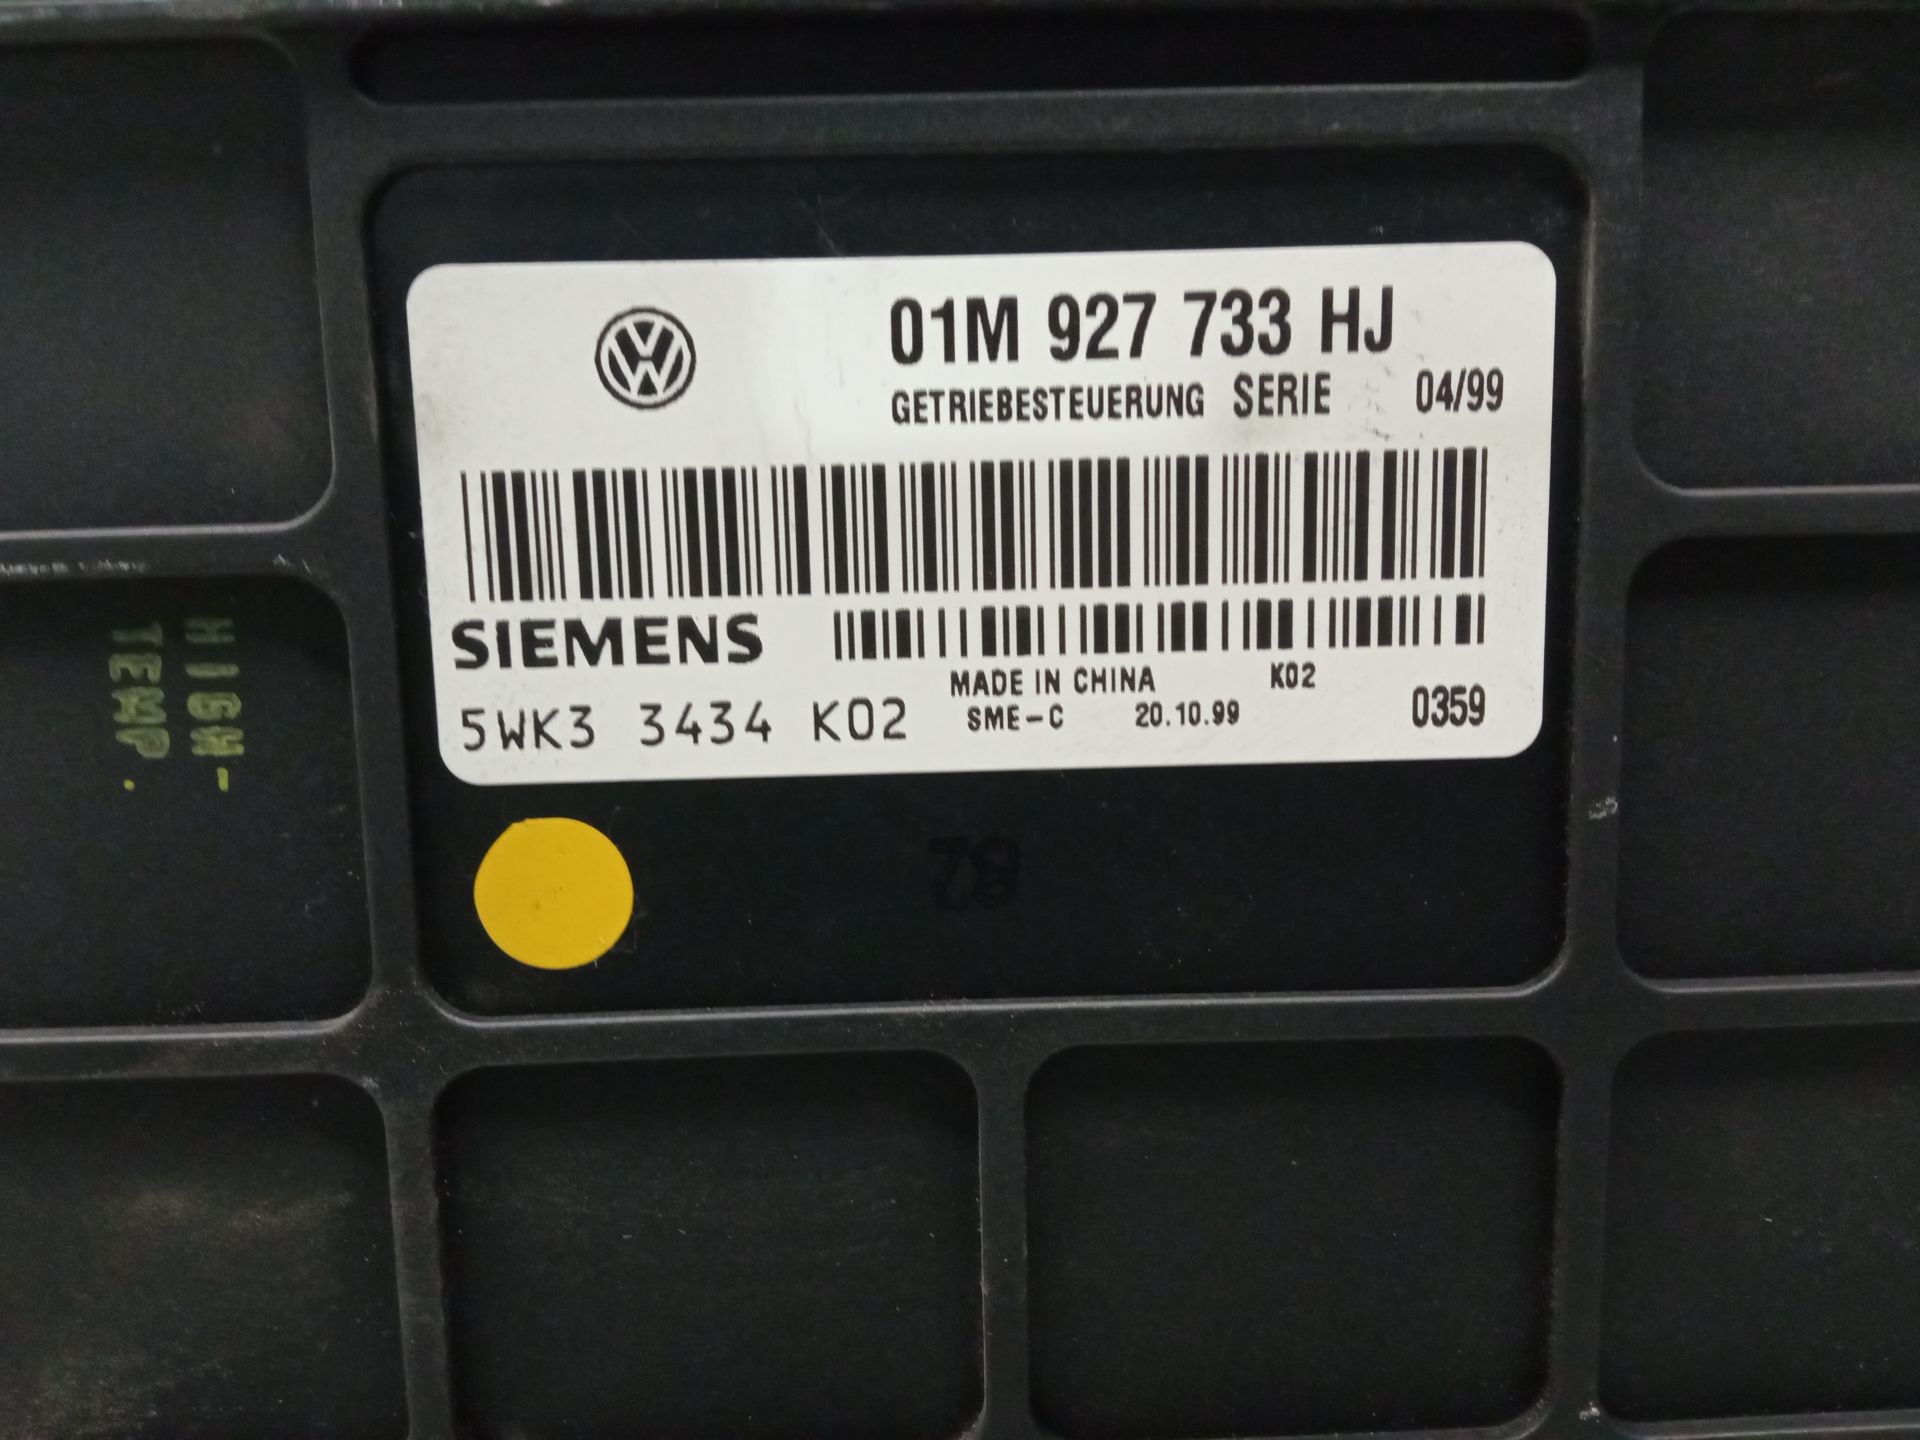 01M 927 733 HJ
GETRIEBESTEUERUNG SERIE 04/99
SIEMENS
MADE IN CHINA K02
5WK3 3434 K02 SME-C 20.10.99 0359
HIGH-
TEMP.